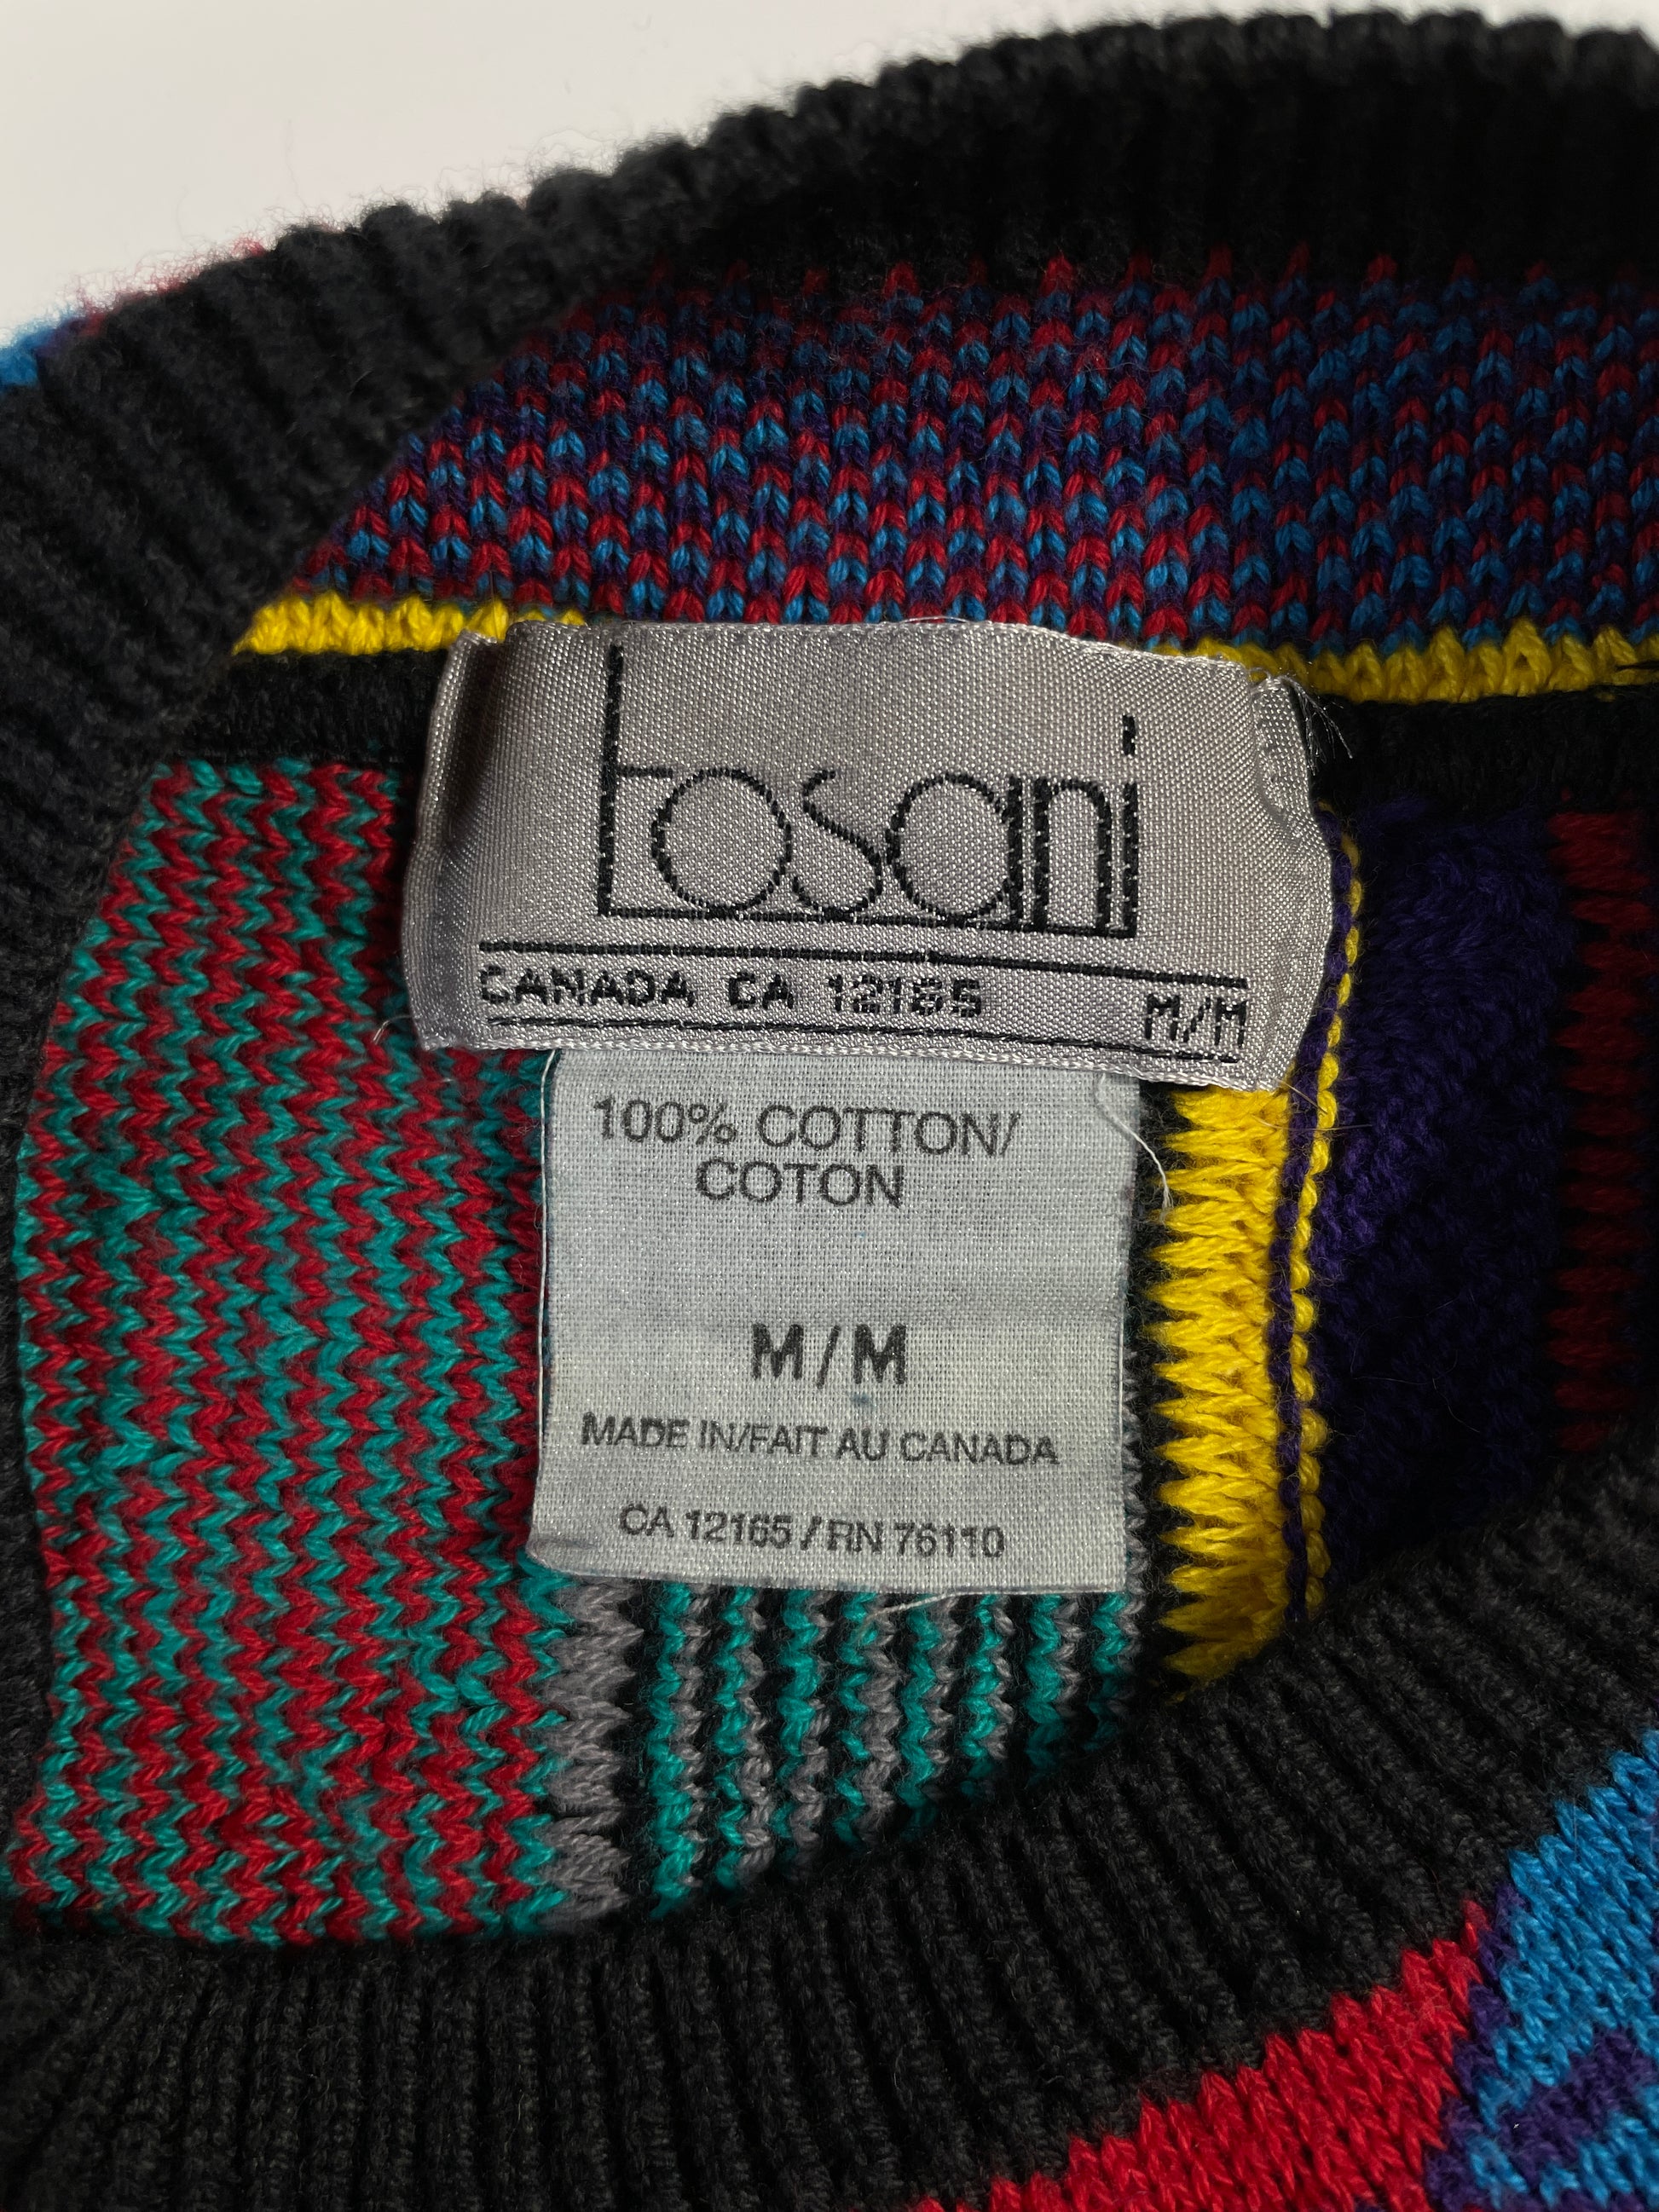 tosani
CANADA CA 12165 M/M
100% COTTON/
COTON
M/M
MADE IN/FAIT AU CANADA
CA 12165 / RN 76110